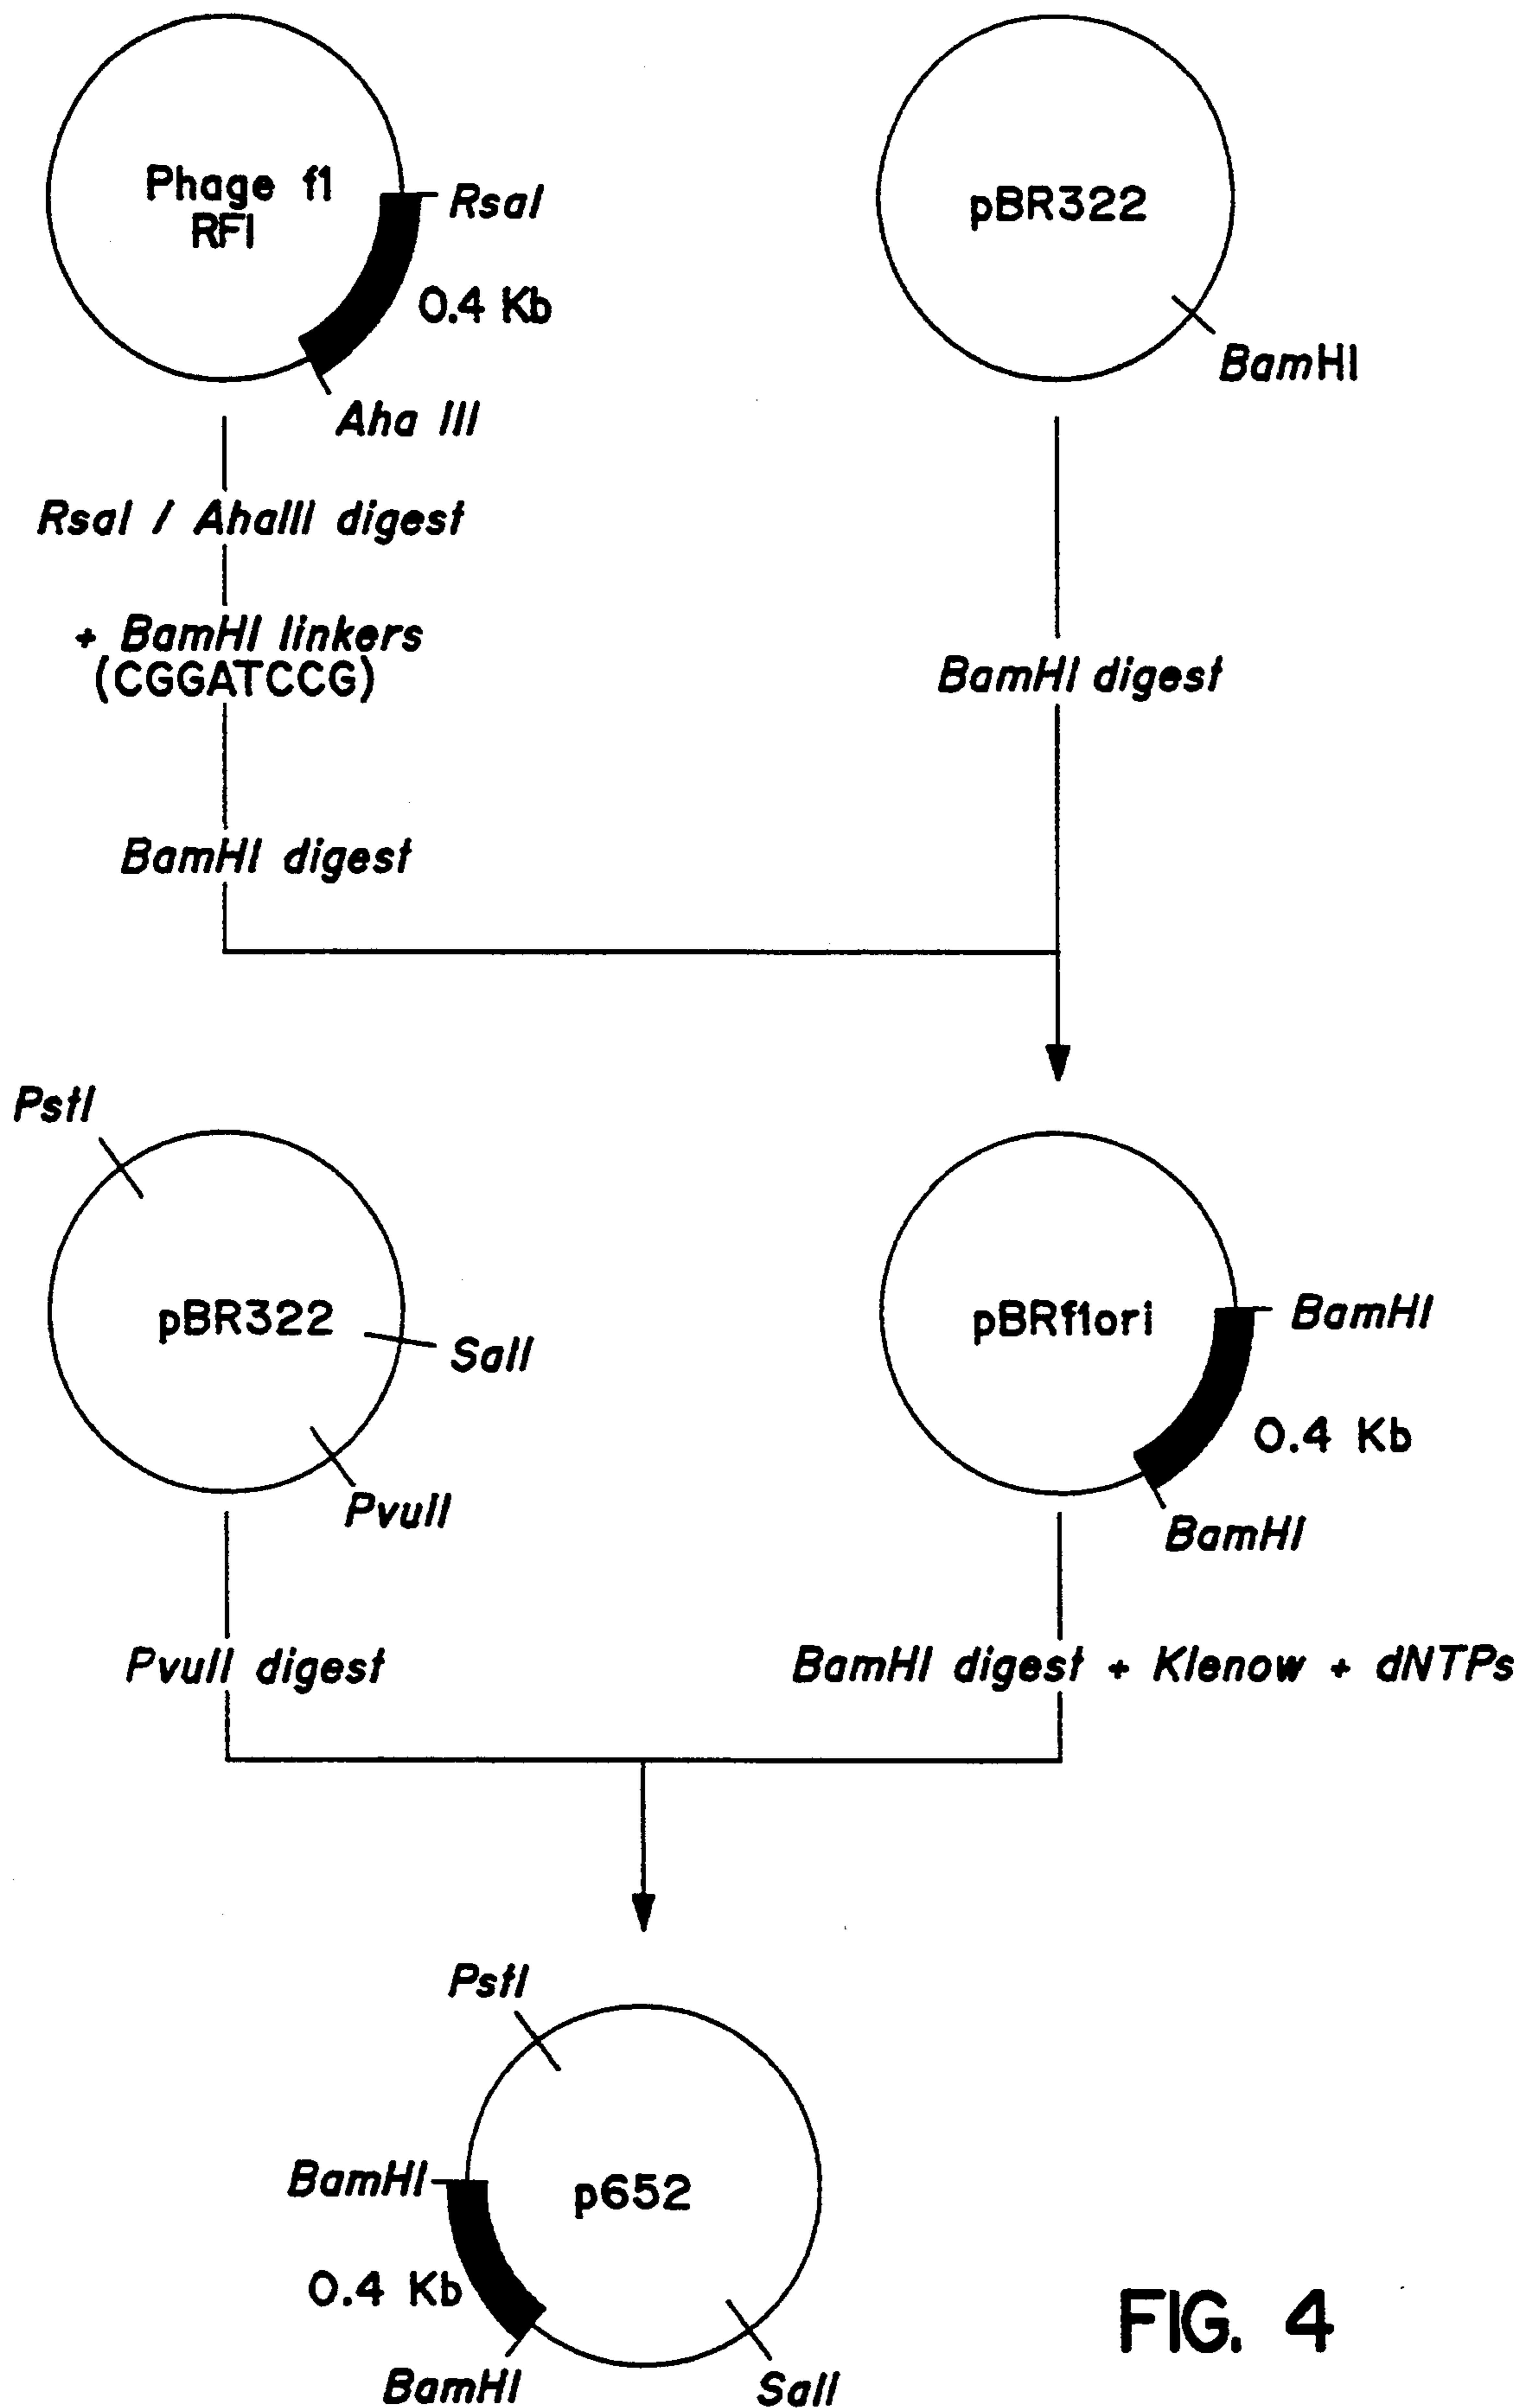 Phage f1
RF1
RsaI
0.4 Kb
Aha III
pBR322
BamHI
RsaI / AhaIII digest
+ BamHI linkers
(CGGATCCG)
BamHI digest
BamHI digest
PstI
pBR322
SalI
PvuII
pBRf1ori
BamHI
0.4 Kb
BamHI
PvuII digest
BamHI digest + Klenow + dNTPs
PstI
BamHI
p652
0.4 Kb
BamHI
SalI
FIG. 4